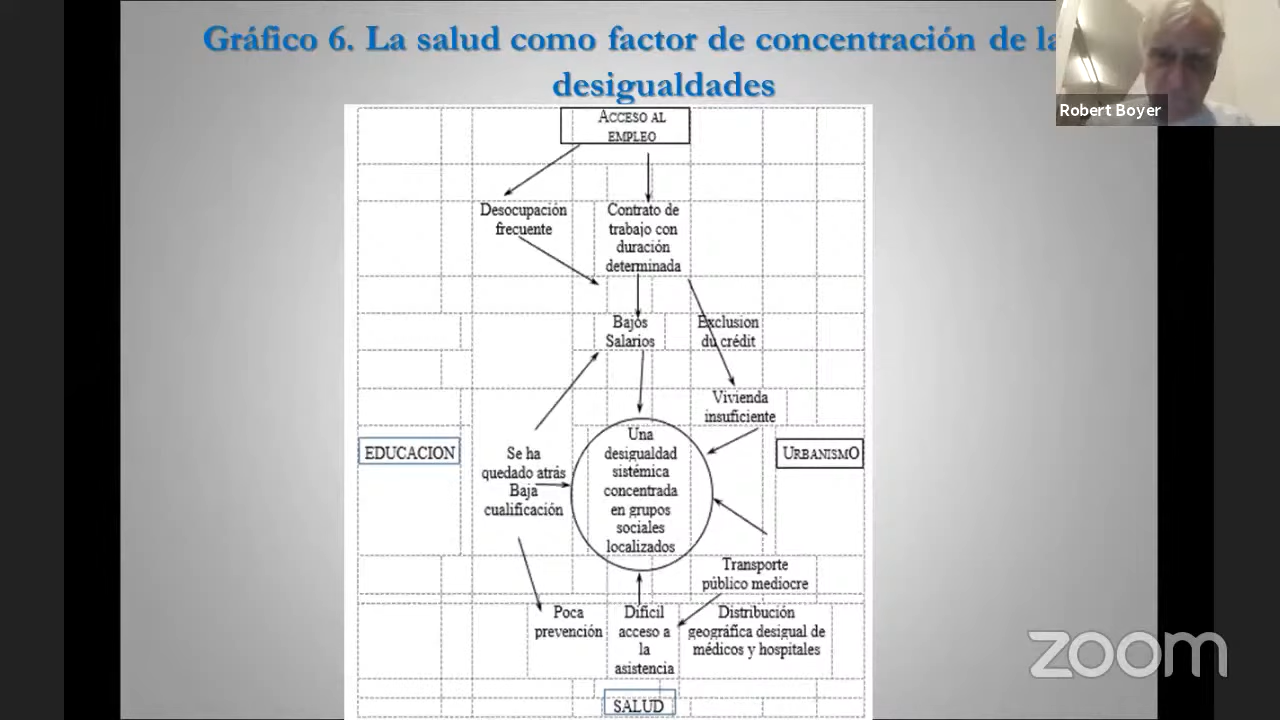 Gráfico 6. La salud como factor de concentración de la
desigualdades
Robert Boyer
ACCESO AL
EMPLEO
Desocupación
frecuente
Contrato de
trabajo con
duración
determinada
Bajos
Salarios
Exclusion
du crédit
Vivienda
insuficiente
EDUCACION
Se ha
quedado atrás
Baja
cualificación
Una
desigualdad
sistémica
concentrada
en grupos
sociales
localizados
URBANISMO
Transporte
público mediocre
Poca
prevención
Difícil
acceso a
la
asistencia
Distribución
geográfica desigual de
médicos y hospitales
SALUD
zoom